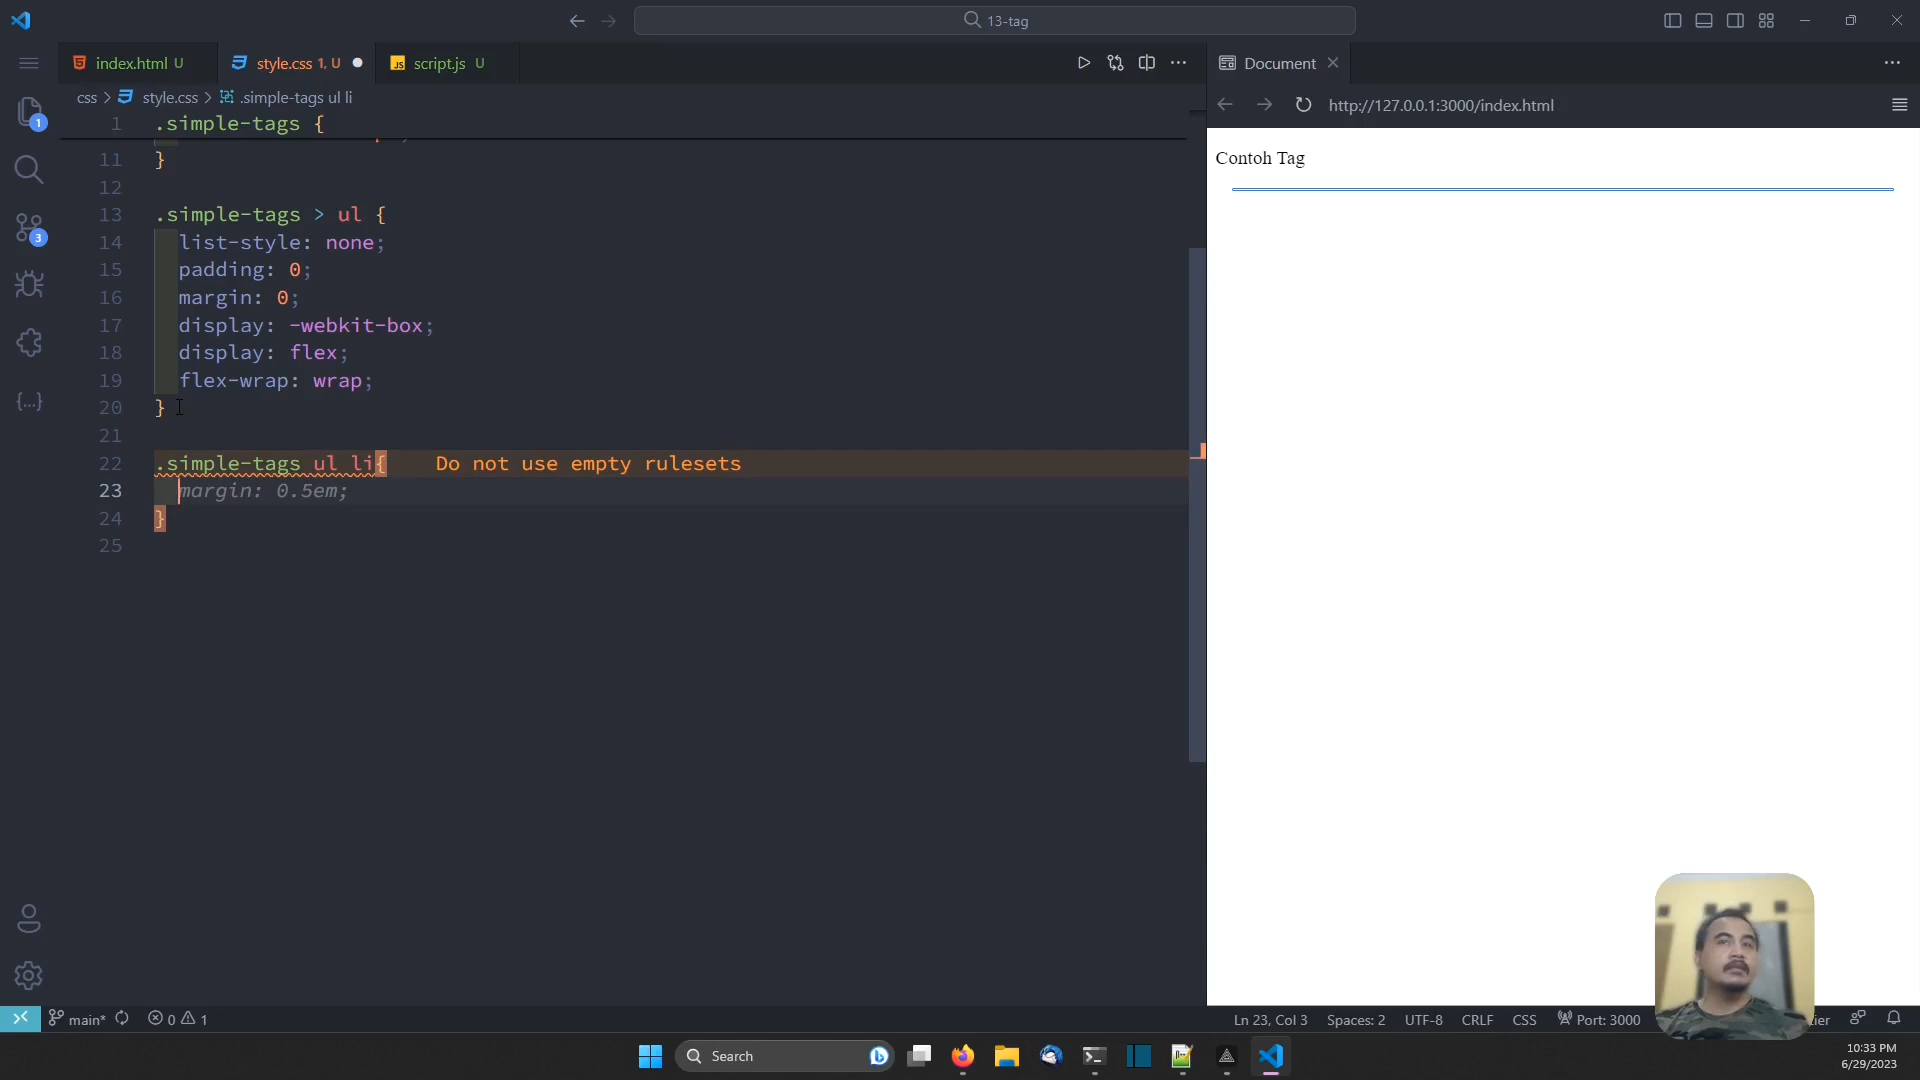 13-tag
index.html U
style.css 1, U
script.js U
Document
css > style.css > .simple-tags ul li
http://127.0.0.1:3000/index.html
1 .simple-tags {
11 }
12
13 .simple-tags > ul {
14 list-style: none;
15 padding: 0;
16 margin: 0;
17 display: -webkit-box;
18 display: flex;
19 flex-wrap: wrap;
20 }
21
22 .simple-tags ul li{ Do not use empty rulesets
23 margin: 0.5em;
24 }
25
Contoh Tag
1
3
{...}
main* 0 1
Ln 23, Col 3 Spaces: 2 UTF-8 CRLF CSS Port: 3000
Search
10:33 PM
6/29/2023